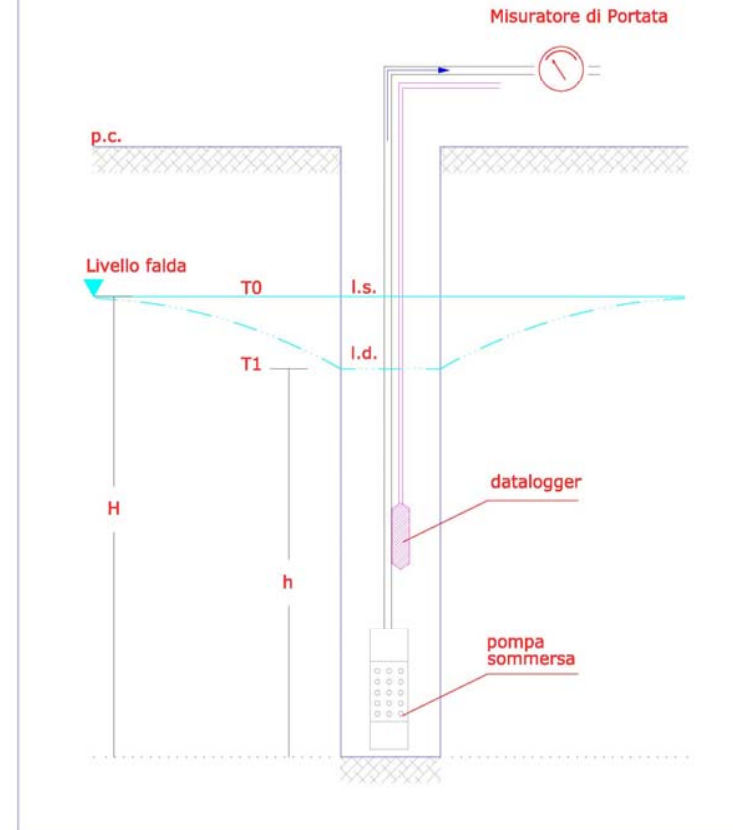 Misuratore di Portata
p.c.
Livello falda
T0
l.s.
l.d.
T1
datalogger
H
h
pompa
sommersa